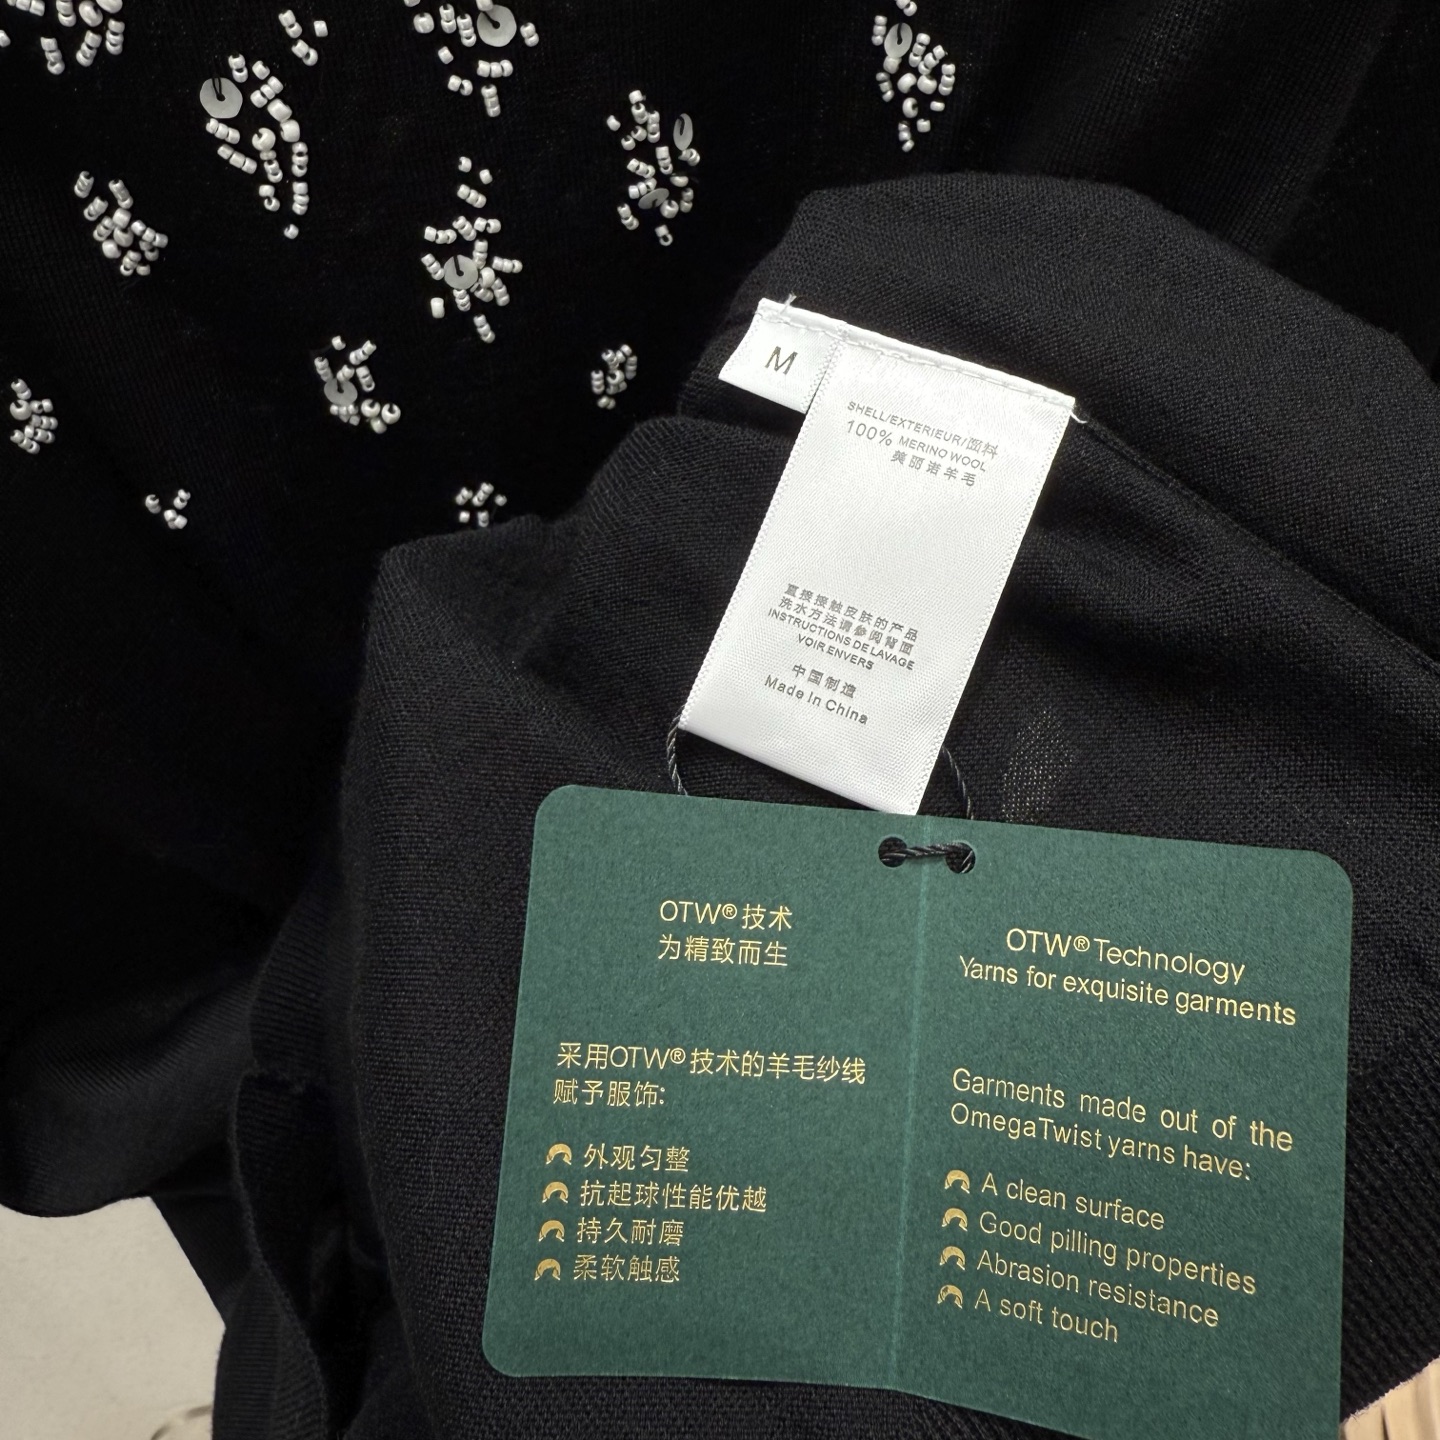 M
SHELL/EXTERIEUR/面料
100% MERINO WOOL
美丽诺羊毛
直接接触皮肤的产品
洗水方法请参阅背面
INSTRUCTIONS DE LAVAGE
VOIR ENVERS
中国制造
Made In China
OTW®技术
为精致而生
采用OTW®技术的羊毛纱线
赋予服饰:
外观匀整
抗起球性能优越
持久耐磨
柔软触感
OTW® Technology
Yarns for exquisite garments
Garments made out of the
OmegaTwist yarns have:
A clean surface
Good pilling properties
Abrasion resistance
A soft touch